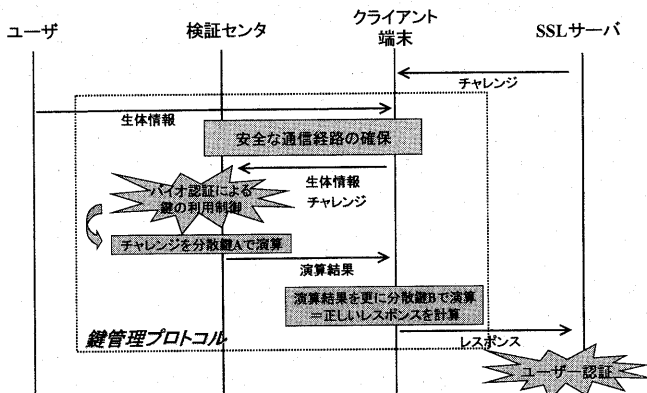 ユーザ
検証センタ
クライアント
端末
SSLサーバ
チャレンジ
生体情報
安全な通信経路の確保
生体情報
チャレンジ
バイオ認証による
鍵の利用制御
チャレンジを分散鍵Aで演算
演算結果
演算結果を更に分散鍵Bで演算
＝正しいレスポンスを計算
鍵管理プロトコル
レスポンス
ユーザー認証